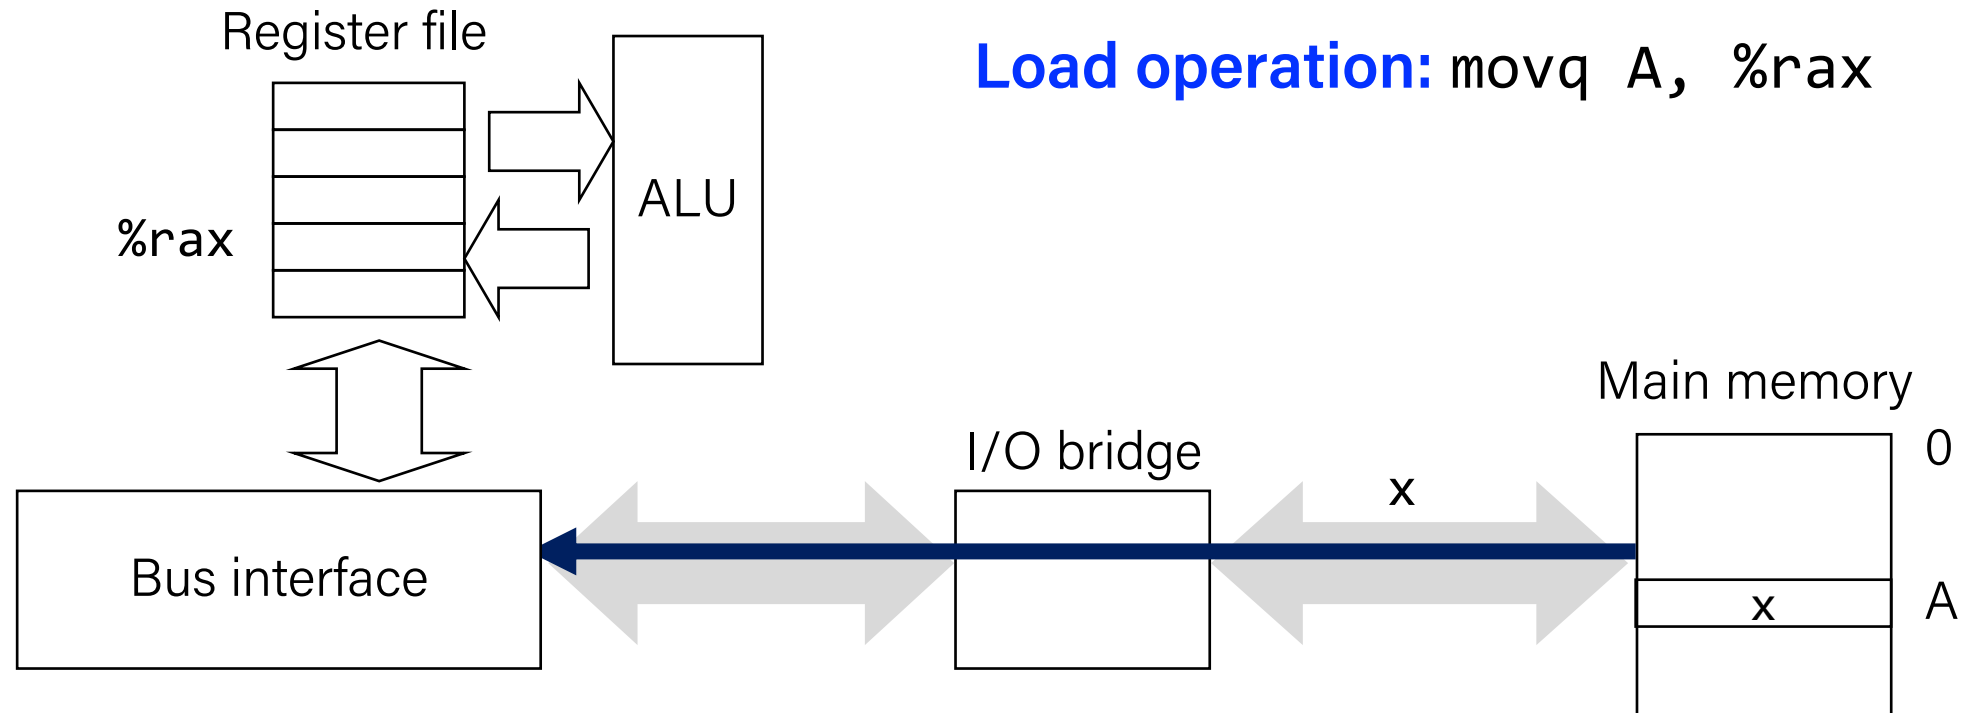 Register file
Load operation: movq A, %rax
ALU
%rax
Main memory
I/O bridge
0
x
Bus interface
x
A